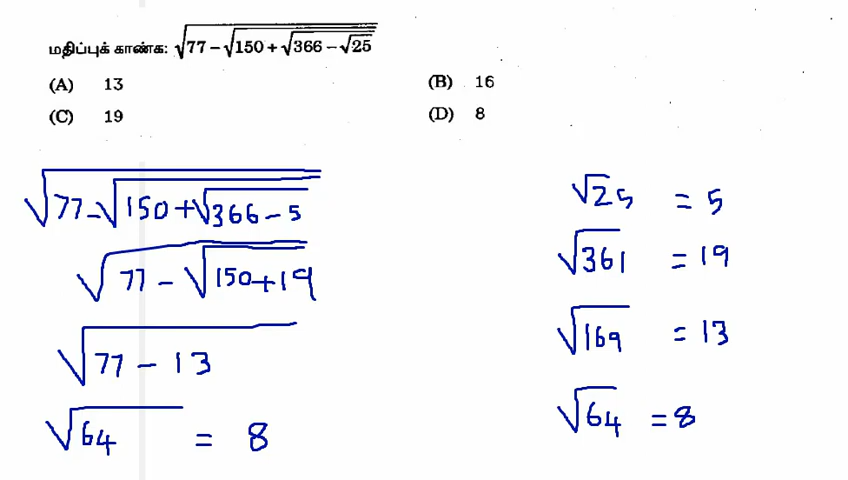 மதிப்புக் காண்க: √(77 − √(150 + √(366 − √25)))
(A) 13 (B) 16
(C) 19 (D) 8
√(77 − √(150 + √(366 − 5)))
√(77 − √(150 + 19))
√(77 − 13)
√64 = 8
√25 = 5
√361 = 19
√169 = 13
√64 = 8